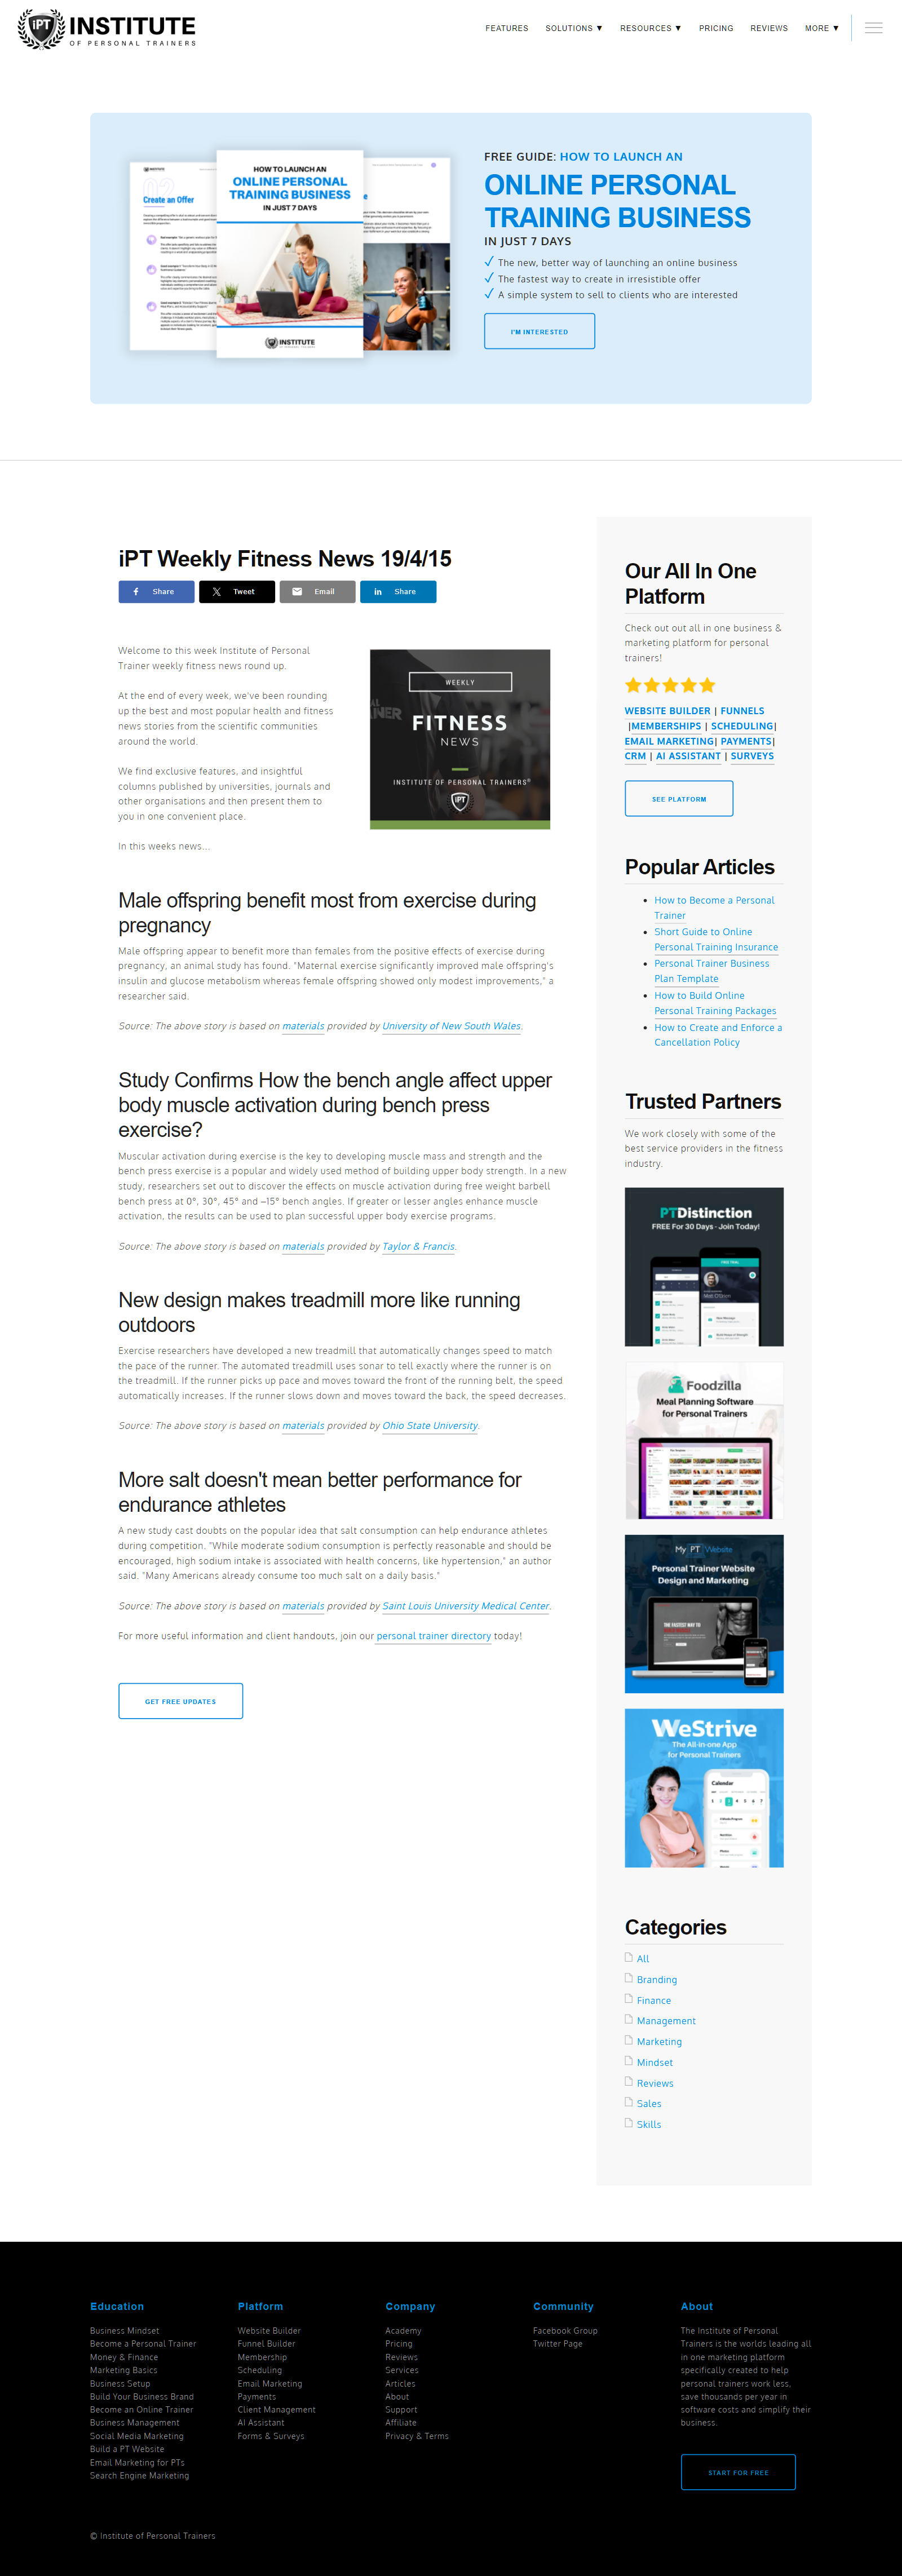 iPT
INSTITUTE
OF PERSONAL TRAINERS
FEATURES
SOLUTIONS ▼
RESOURCES ▼
PRICING
REVIEWS
MORE ▼
02
Create an Offer
HOW TO LAUNCH AN
ONLINE PERSONAL
TRAINING BUSINESS
IN JUST 7 DAYS
INSTITUTE
FREE GUIDE: HOW TO LAUNCH AN
ONLINE PERSONAL
TRAINING BUSINESS
IN JUST 7 DAYS
✓ The new, better way of launching an online business
✓ The fastest way to create in irresistible offer
✓ A simple system to sell to clients who are interested
I'M INTERESTED
iPT Weekly Fitness News 19/4/15
Share
Tweet
Email
Share
Welcome to this week Institute of Personal
Trainer weekly fitness news round up.
At the end of every week, we've been rounding
up the best and most popular health and fitness
news stories from the scientific communities
around the world.
We find exclusive features, and insightful
columns published by universities, journals and
other organisations and then present them to
you in one convenient place.
In this weeks news...
WEEKLY
FITNESS
NEWS
INSTITUTE OF PERSONAL TRAINERS®
iPT
Male offspring benefit most from exercise during
pregnancy
Male offspring appear to benefit more than females from the positive effects of exercise during
pregnancy, an animal study has found. "Maternal exercise significantly improved male offspring's
insulin and glucose metabolism whereas female offspring showed only modest improvements," a
researcher said.
Source: The above story is based on materials provided by University of New South Wales.
Study Confirms How the bench angle affect upper
body muscle activation during bench press
exercise?
Muscular activation during exercise is the key to developing muscle mass and strength and the
bench press exercise is a popular and widely used method of building upper body strength. In a new
study, researchers set out to discover the effects on muscle activation during free weight barbell
bench press at 0°, 30°, 45° and –15° bench angles. If greater or lesser angles enhance muscle
activation, the results can be used to plan successful upper body exercise programs.
Source: The above story is based on materials provided by Taylor & Francis.
New design makes treadmill more like running
outdoors
Exercise researchers have developed a new treadmill that automatically changes speed to match
the pace of the runner. The automated treadmill uses sonar to tell exactly where the runner is on
the treadmill. If the runner picks up pace and moves toward the front of the running belt, the speed
automatically increases. If the runner slows down and moves toward the back, the speed decreases.
Source: The above story is based on materials provided by Ohio State University.
More salt doesn't mean better performance for
endurance athletes
A new study cast doubts on the popular idea that salt consumption can help endurance athletes
during competition. "While moderate sodium consumption is perfectly reasonable and should be
encouraged, high sodium intake is associated with health concerns, like hypertension," an author
said. "Many Americans already consume too much salt on a daily basis."
Source: The above story is based on materials provided by Saint Louis University Medical Center.
For more useful information and client handouts, join our personal trainer directory today!
GET FREE UPDATES
Our All In One
Platform
Check out out all in one business &
marketing platform for personal
trainers!
WEBSITE BUILDER | FUNNELS
|MEMBERSHIPS | SCHEDULING|
EMAIL MARKETING| PAYMENTS|
CRM | AI ASSISTANT | SURVEYS
SEE PLATFORM
Popular Articles
• How to Become a Personal
Trainer
• Short Guide to Online
Personal Training Insurance
• Personal Trainer Business
Plan Template
• How to Build Online
Personal Training Packages
• How to Create and Enforce a
Cancellation Policy
Trusted Partners
We work closely with some of the
best service providers in the fitness
industry.
PTDistinction
FREE For 30 Days - Join Today!
Foodzilla
Meal Planning Software
for Personal Trainers
My PT Website
Personal Trainer Website
Design and Marketing
WeStrive
The All-in-one App
for Personal Trainers
Calendar
1 2 3 4 5 6 7
Categories
All
Branding
Finance
Management
Marketing
Mindset
Reviews
Sales
Skills
Education
Business Mindset
Become a Personal Trainer
Money & Finance
Marketing Basics
Business Setup
Build Your Business Brand
Become an Online Trainer
Business Management
Social Media Marketing
Build a PT Website
Email Marketing for PTs
Search Engine Marketing
Platform
Website Builder
Funnel Builder
Membership
Scheduling
Email Marketing
Payments
Client Management
AI Assistant
Forms & Surveys
Company
Academy
Pricing
Reviews
Services
Articles
About
Support
Affiliate
Privacy & Terms
Community
Facebook Group
Twitter Page
About
The Institute of Personal
Trainers is the worlds leading all
in one marketing platform
specifically created to help
personal trainers work less,
save thousands per year in
software costs and simplify their
business.
START FOR FREE
© Institute of Personal Trainers